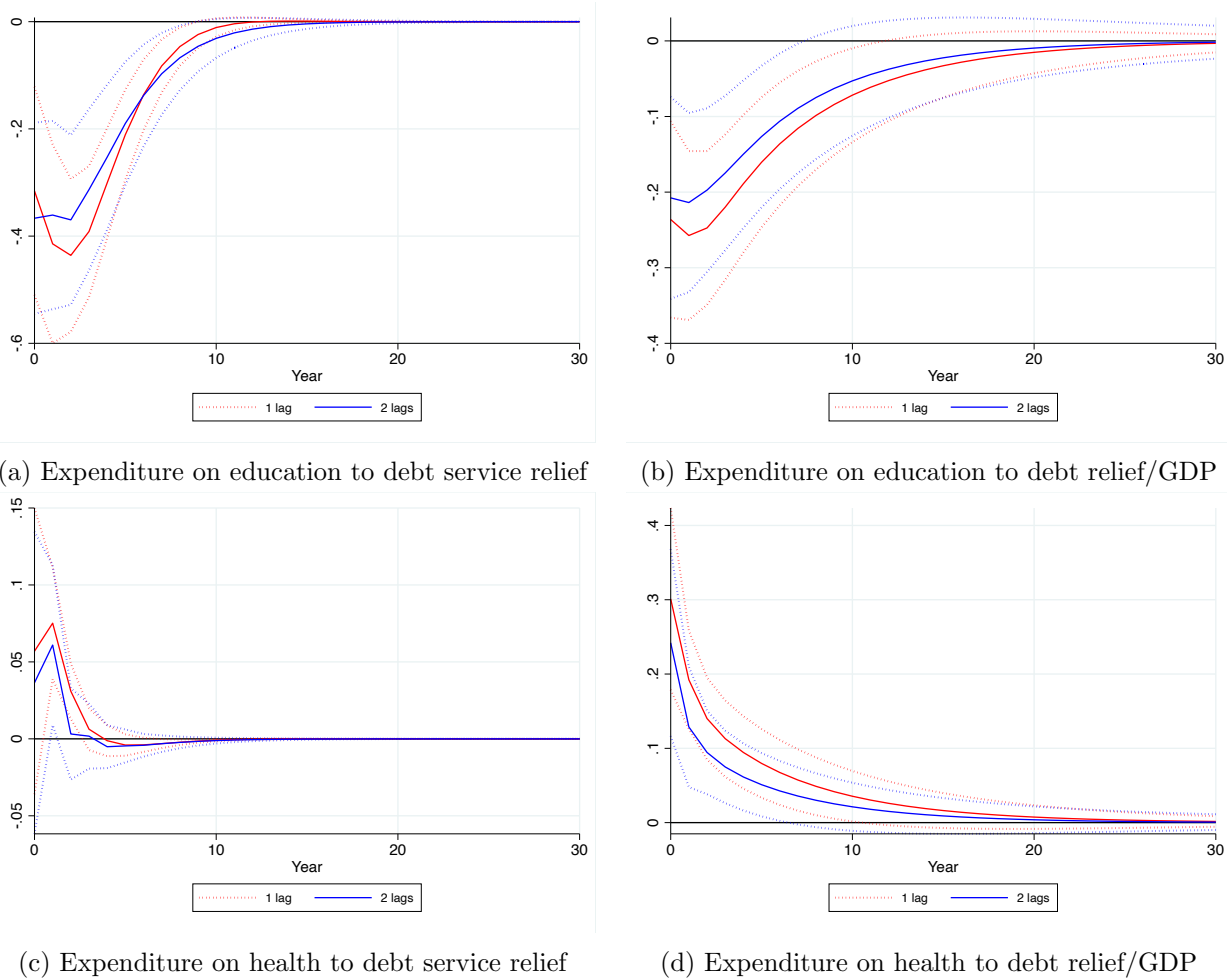 0
-.2
-.4
-.6
0 10 20 30
Year
1 lag 2 lags
0
-.1
-.2
-.3
-.4
0 10 20 30
Year
1 lag 2 lags
(a) Expenditure on education to debt service relief
(b) Expenditure on education to debt relief/GDP
.15
.1
.05
0
-.05
0 10 20 30
Year
1 lag 2 lags
.4
.3
.2
.1
0
0 10 20 30
Year
1 lag 2 lags
(c) Expenditure on health to debt service relief
(d) Expenditure on health to debt relief/GDP